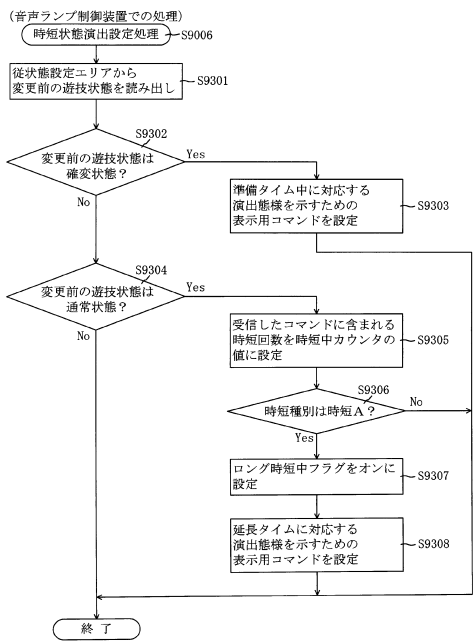 (音声ランプ制御装置での処理)
時短状態演出設定処理
S9006
従状態設定エリアから
変更前の遊技状態を読み出し
S9301
S9302
変更前の遊技状態は
確変状態？
Yes
No
準備タイム中に対応する
演出態様を示すための
表示用コマンドを設定
S9303
S9304
変更前の遊技状態は
通常状態？
Yes
No
受信したコマンドに含まれる
時短回数を時短中カウンタの
値に設定
S9305
S9306
時短種別は時短A？
No
Yes
ロング時短中フラグをオンに
設定
S9307
延長タイムに対応する
演出態様を示すための
表示用コマンドを設定
S9308
終了